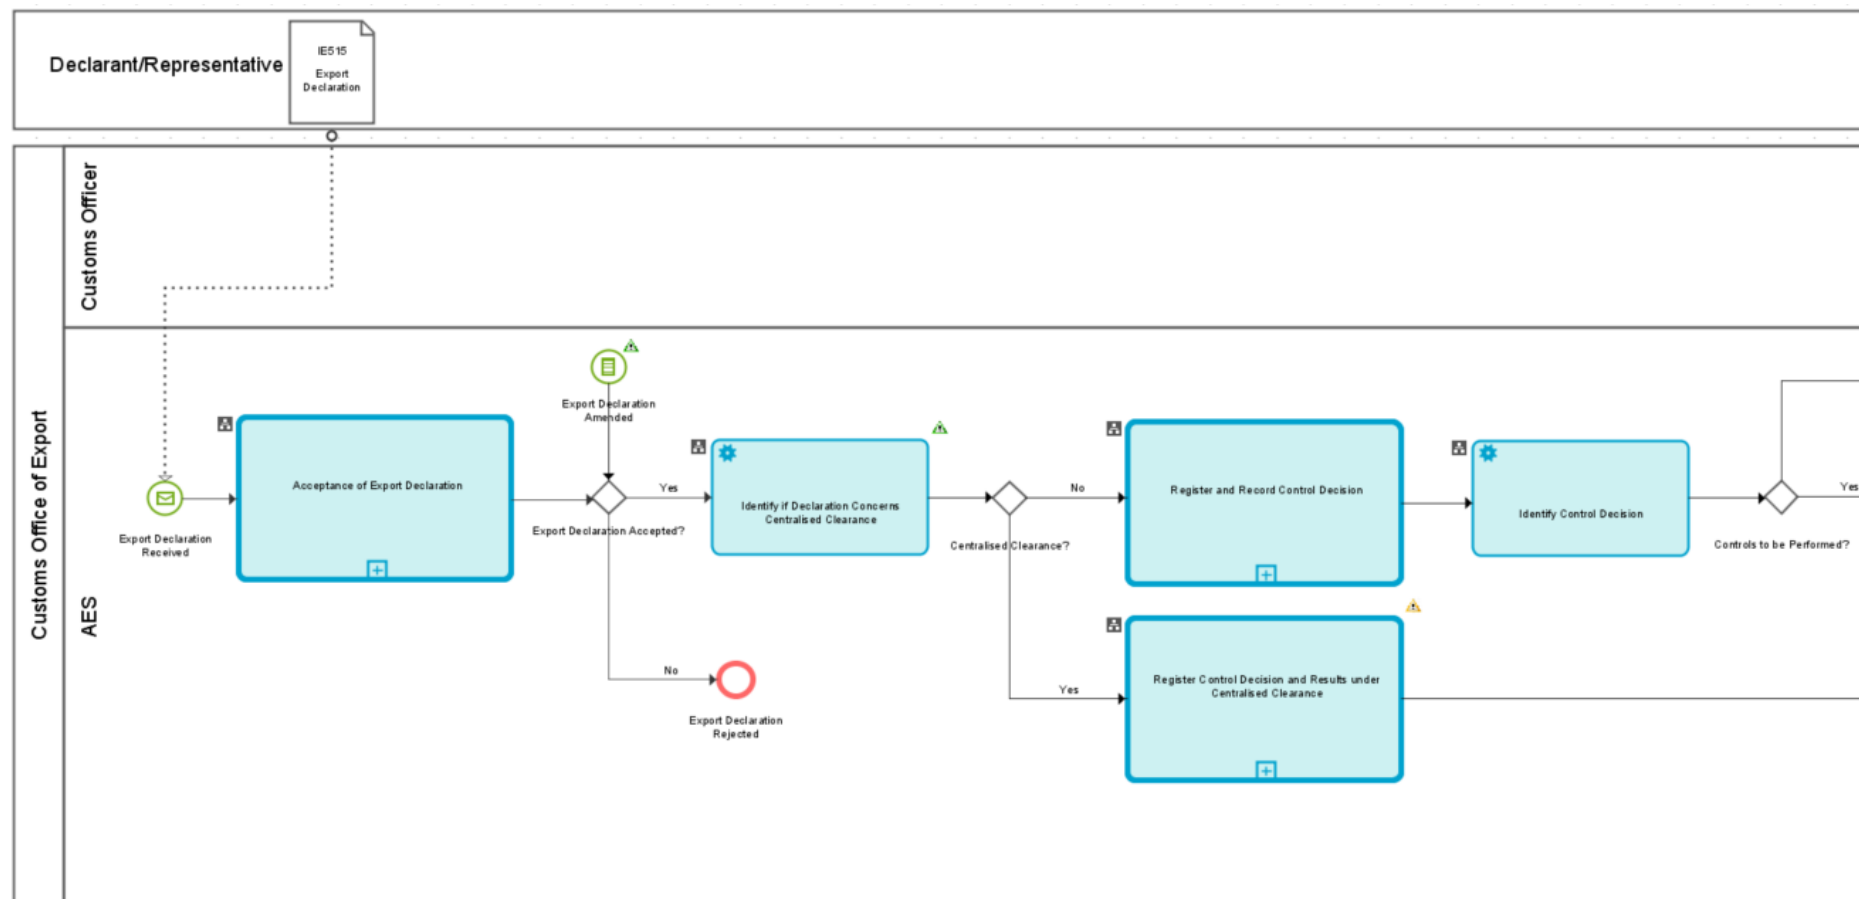 Declarant/Representative
IE515
Export
Declaration
Customs Office of Export
Customs Officer
AES
Export Declaration
Received
Acceptance of Export Declaration
Export Declaration
Amended
Export Declaration Accepted?
Yes
No
Export Declaration
Rejected
Identify if Declaration Concerns
Centralised Clearance
Centralised Clearance?
No
Yes
Register and Record Control Decision
Register Control Decision and Results under
Centralised Clearance
Identify Control Decision
Controls to be Performed?
Yes